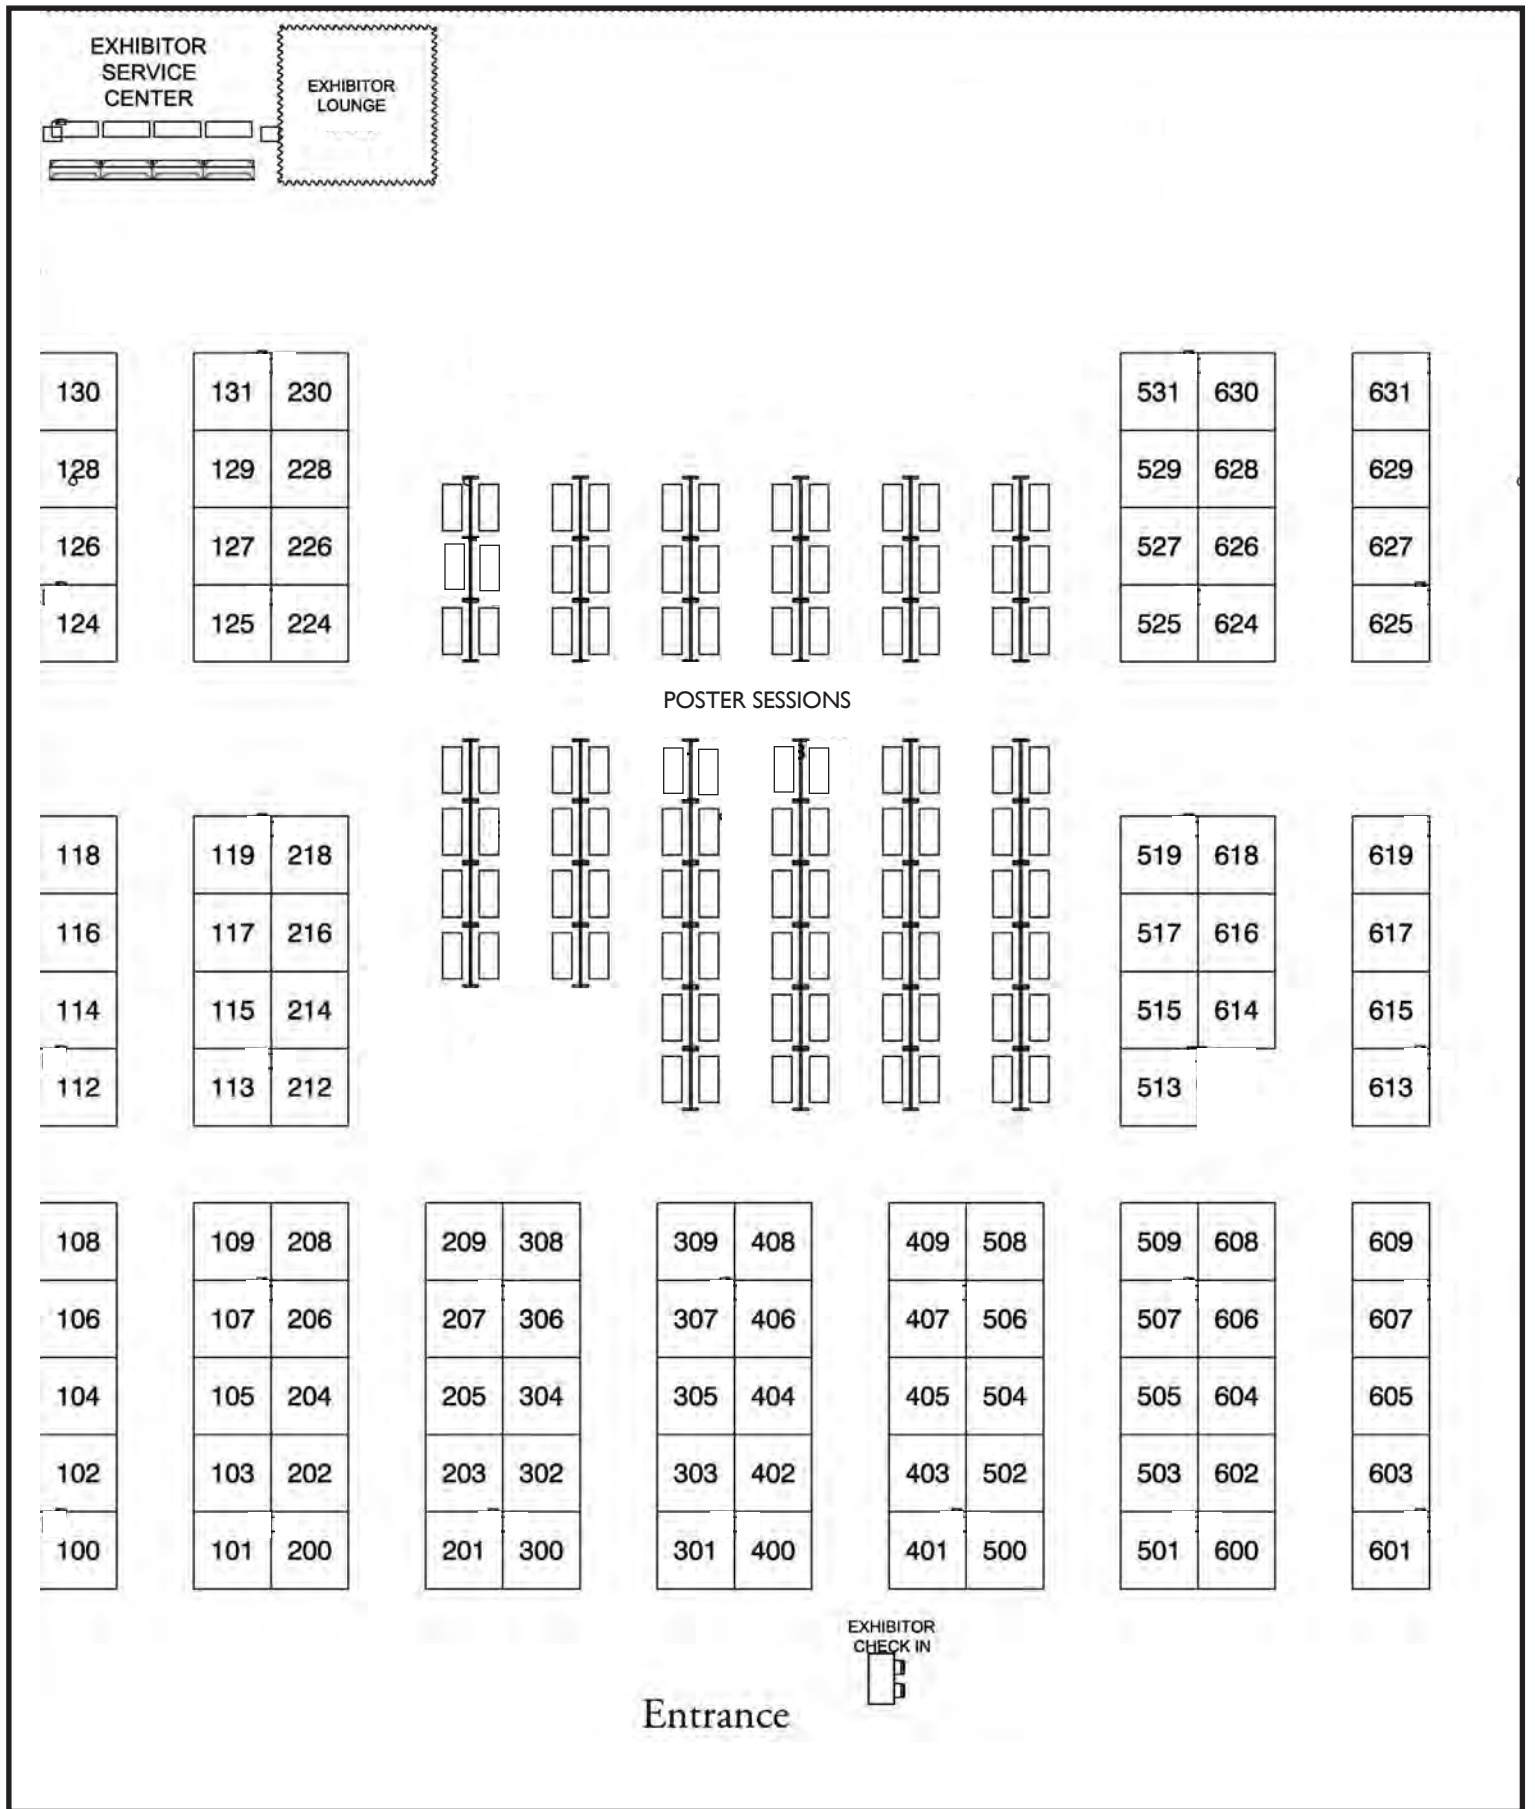 EXHIBITOR
SERVICE
CENTER
EXHIBITOR
LOUNGE
130 131 230 531 630 631
128 129 228 529 628 629
126 127 226 527 626 627
124 125 224 525 624 625
POSTER SESSIONS
118 119 218 519 618 619
116 117 216 517 616 617
114 115 214 515 614 615
112 113 212 513 613
108 109 208 209 308 309 408 409 508 509 608 609
106 107 206 207 306 307 406 407 506 507 606 607
104 105 204 205 304 305 404 405 504 505 604 605
102 103 202 203 302 303 402 403 502 503 602 603
100 101 200 201 300 301 400 401 500 501 600 601
EXHIBITOR
CHECK IN
Entrance